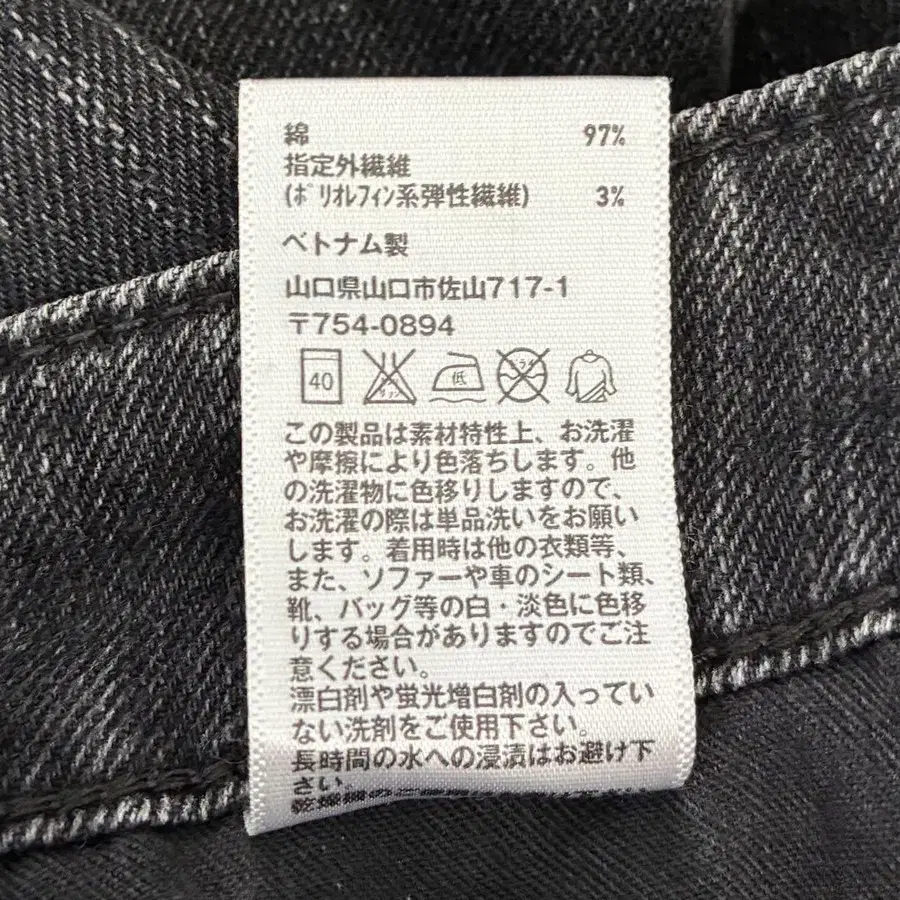 綿 97%
指定外繊維
(ポリオレフィン系弾性繊維) 3%
ベトナム製
山口県山口市佐山717-1
〒754-0894
40 低
この製品は素材特性上、お洗濯
や摩擦により色落ちします。他
の洗濯物に色移りしますので、
お洗濯の際は単品洗いをお願い
します。着用時は他の衣類等、
また、ソファーや車のシート類、
靴、バッグ等の白・淡色に色移
りする場合がありますのでご注
意ください。
漂白剤や蛍光増白剤の入ってい
ない洗剤をご使用下さい。
長時間の水への浸漬はお避け下
さい。